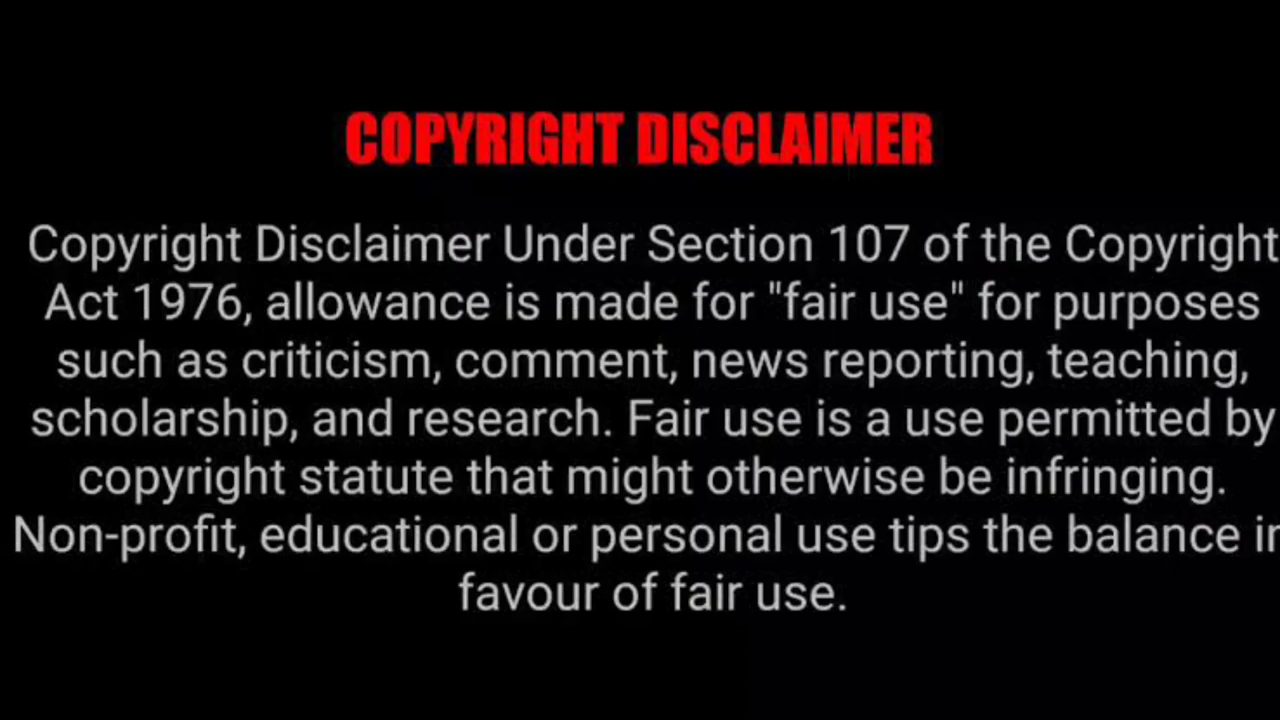 COPYRIGHT DISCLAIMER
Copyright Disclaimer Under Section 107 of the Copyright
Act 1976, allowance is made for "fair use" for purposes
such as criticism, comment, news reporting, teaching,
scholarship, and research. Fair use is a use permitted by
copyright statute that might otherwise be infringing.
Non-profit, educational or personal use tips the balance in
favour of fair use.